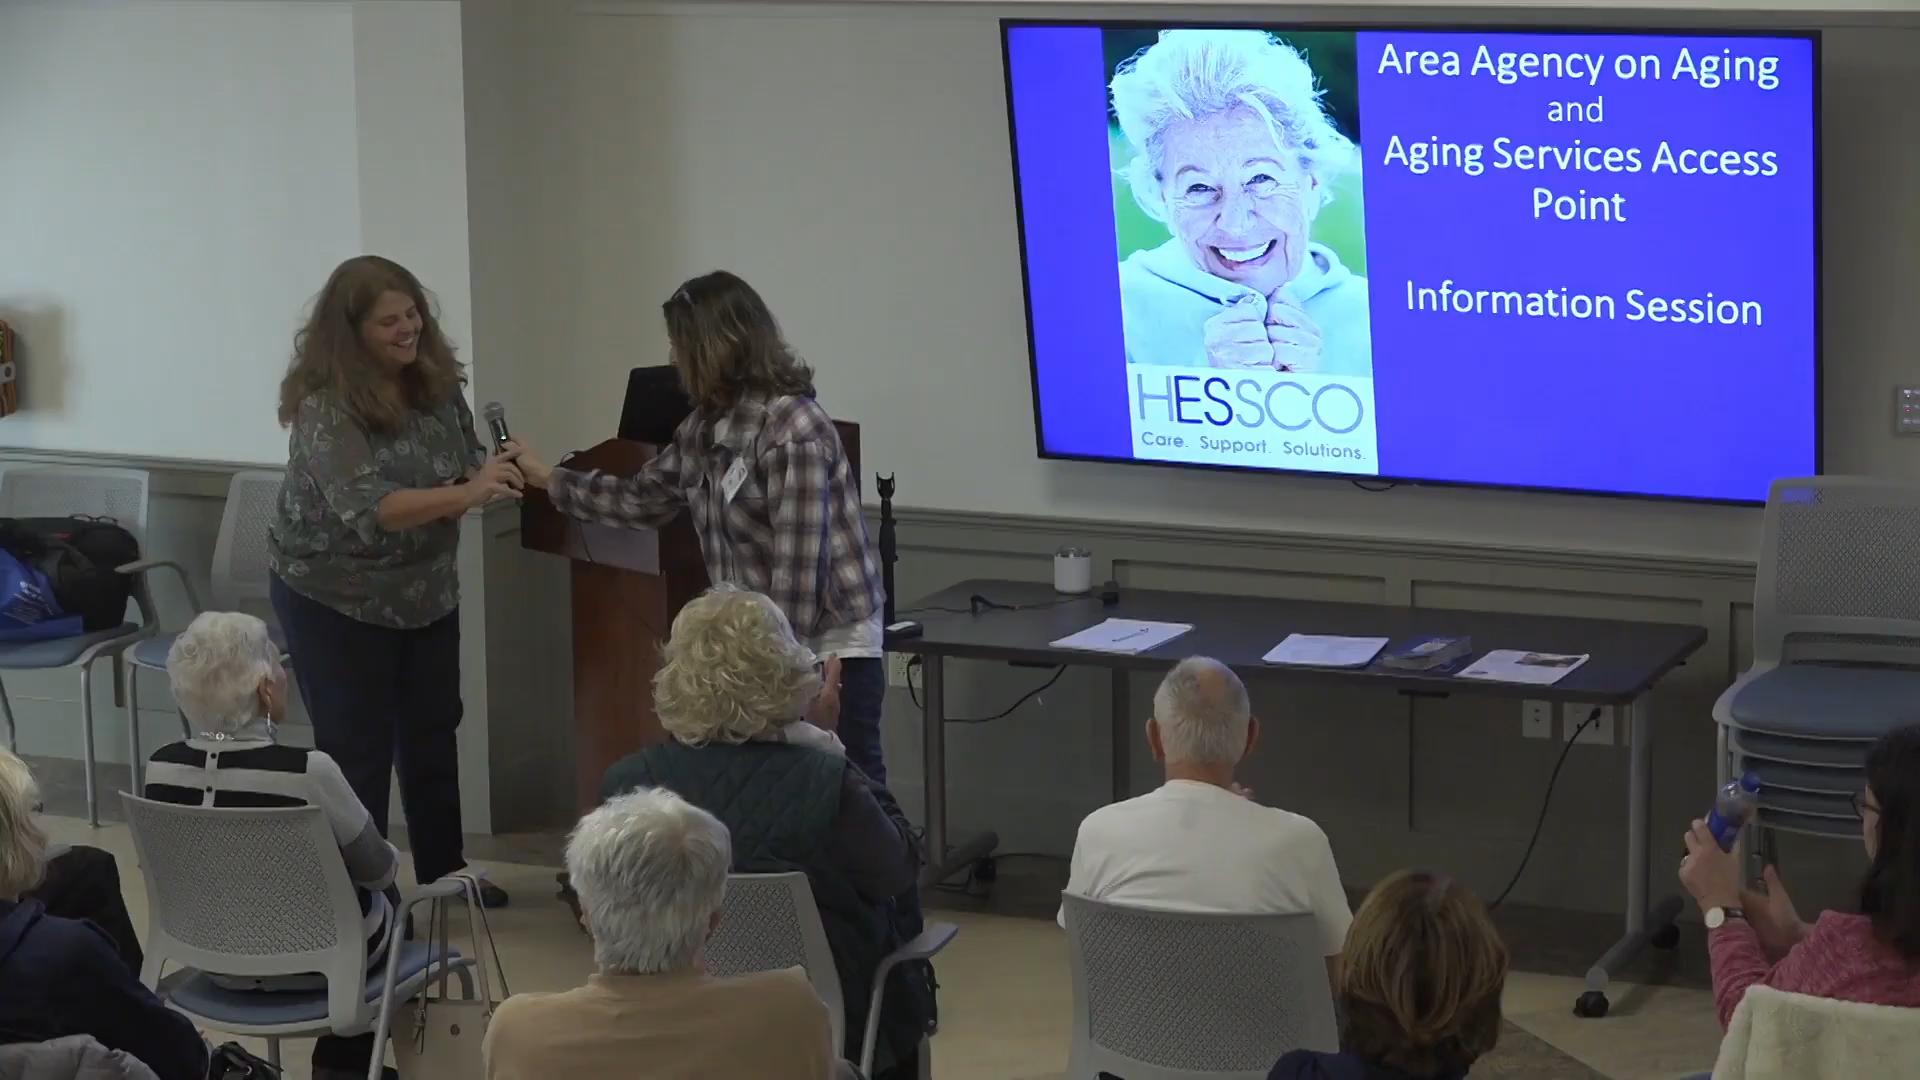 Area Agency on Aging
and
Aging Services Access
Point
Information Session
HESSCO
Care. Support. Solutions.